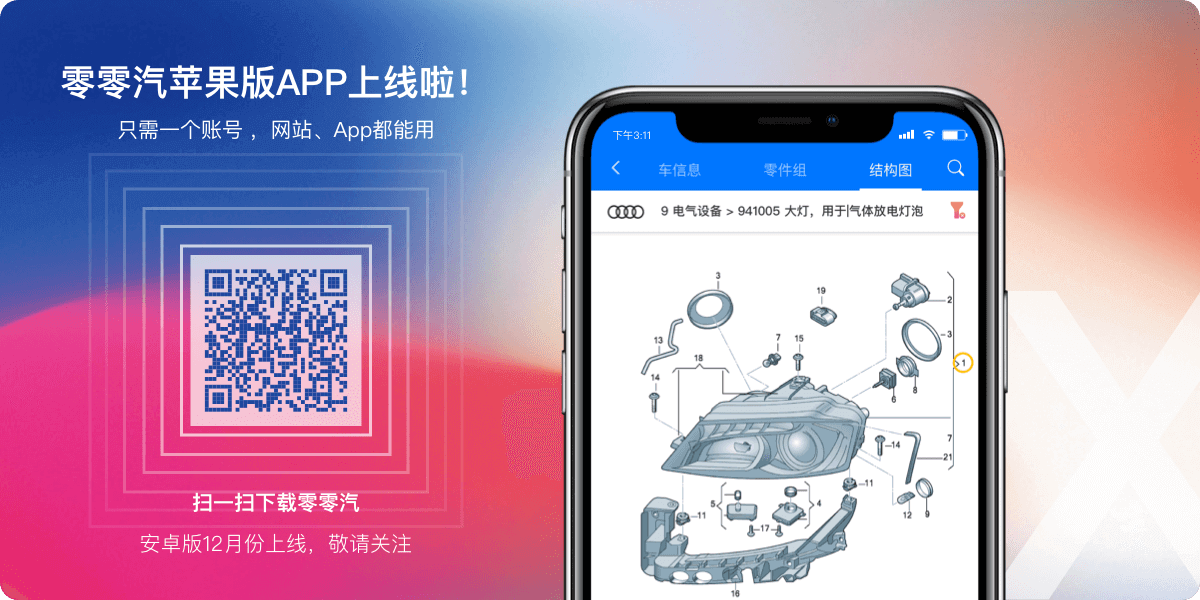 零零汽苹果版APP上线啦！
只需一个账号 ，网站、App都能用
扫一扫下载零零汽
安卓版12月份上线，敬请关注
下午3:11
车信息 零件组 结构图
9 电气设备 > 941005 大灯，用于|气体放电灯泡
3
19
2
13
7
15
3
18
1
14
8
6
14
7
21
11
5
4
12
9
11
17
16
X